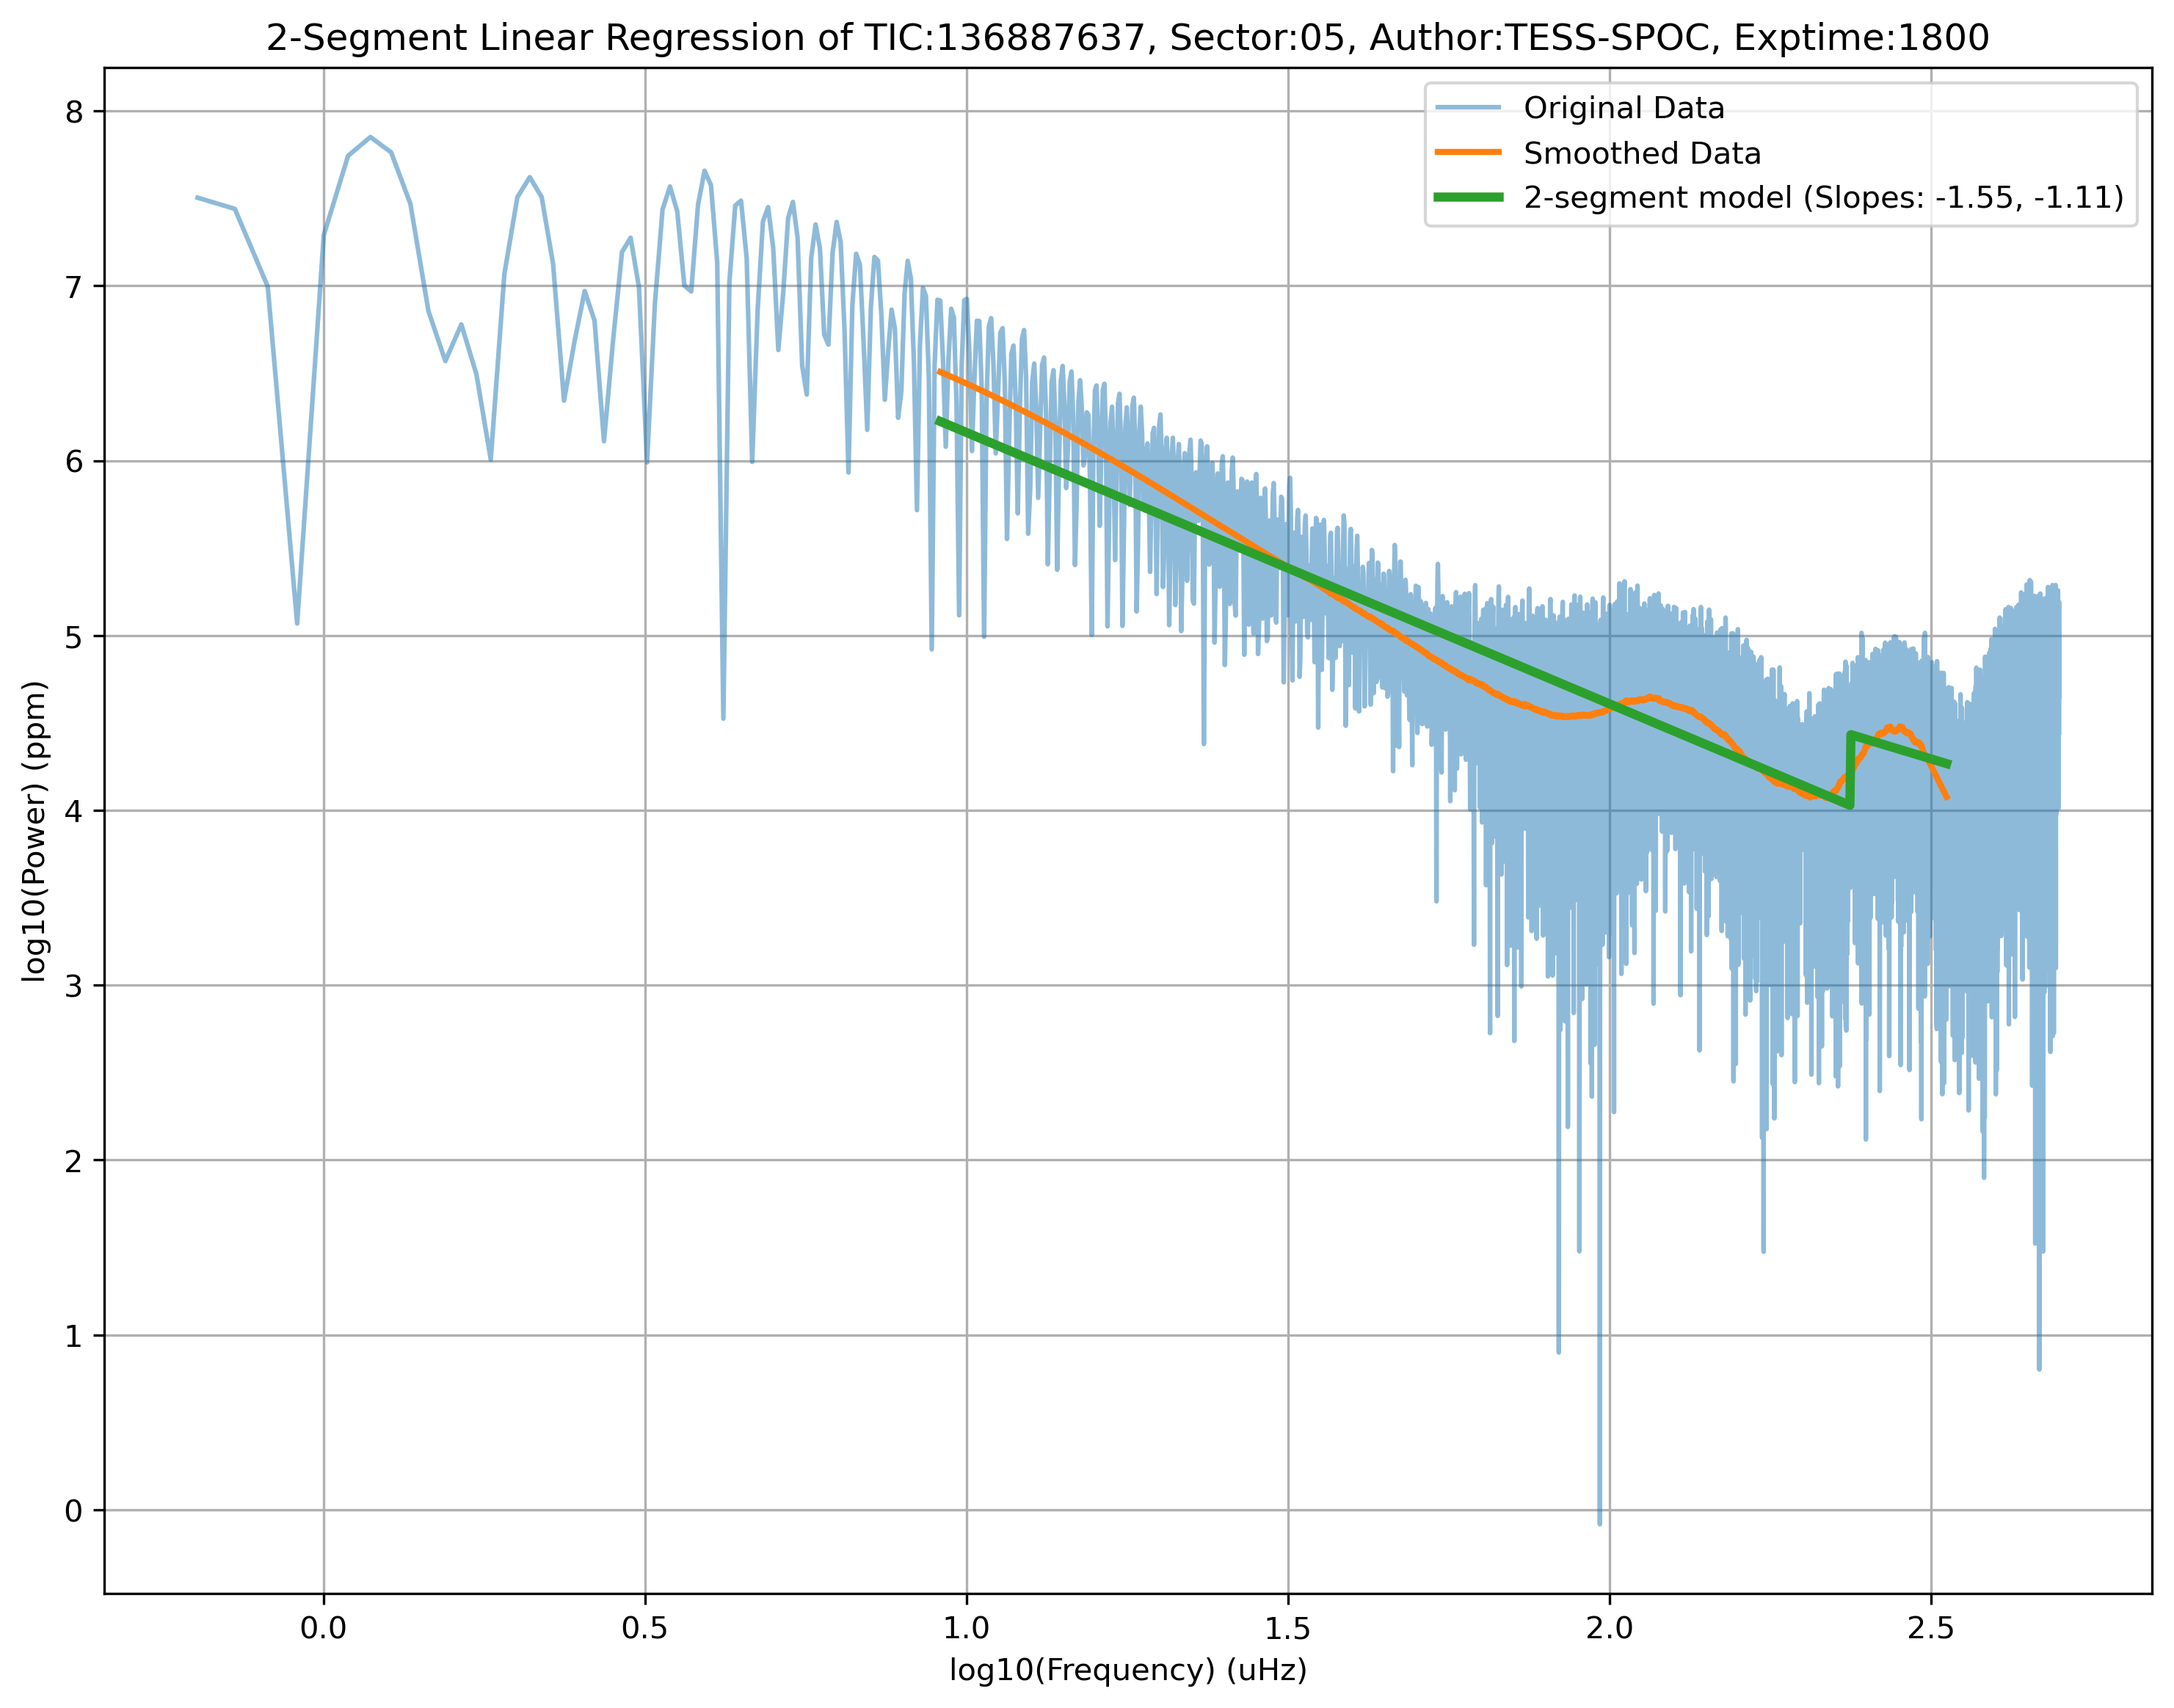 2-Segment Linear Regression of TIC:136887637, Sector:05, Author:TESS-SPOC, Exptime:1800
Original Data
Smoothed Data
2-segment model (Slopes: -1.55, -1.11)
log10(Power) (ppm)
8
7
6
5
4
3
2
1
0
0.0 0.5 1.0 1.5 2.0 2.5
log10(Frequency) (uHz)